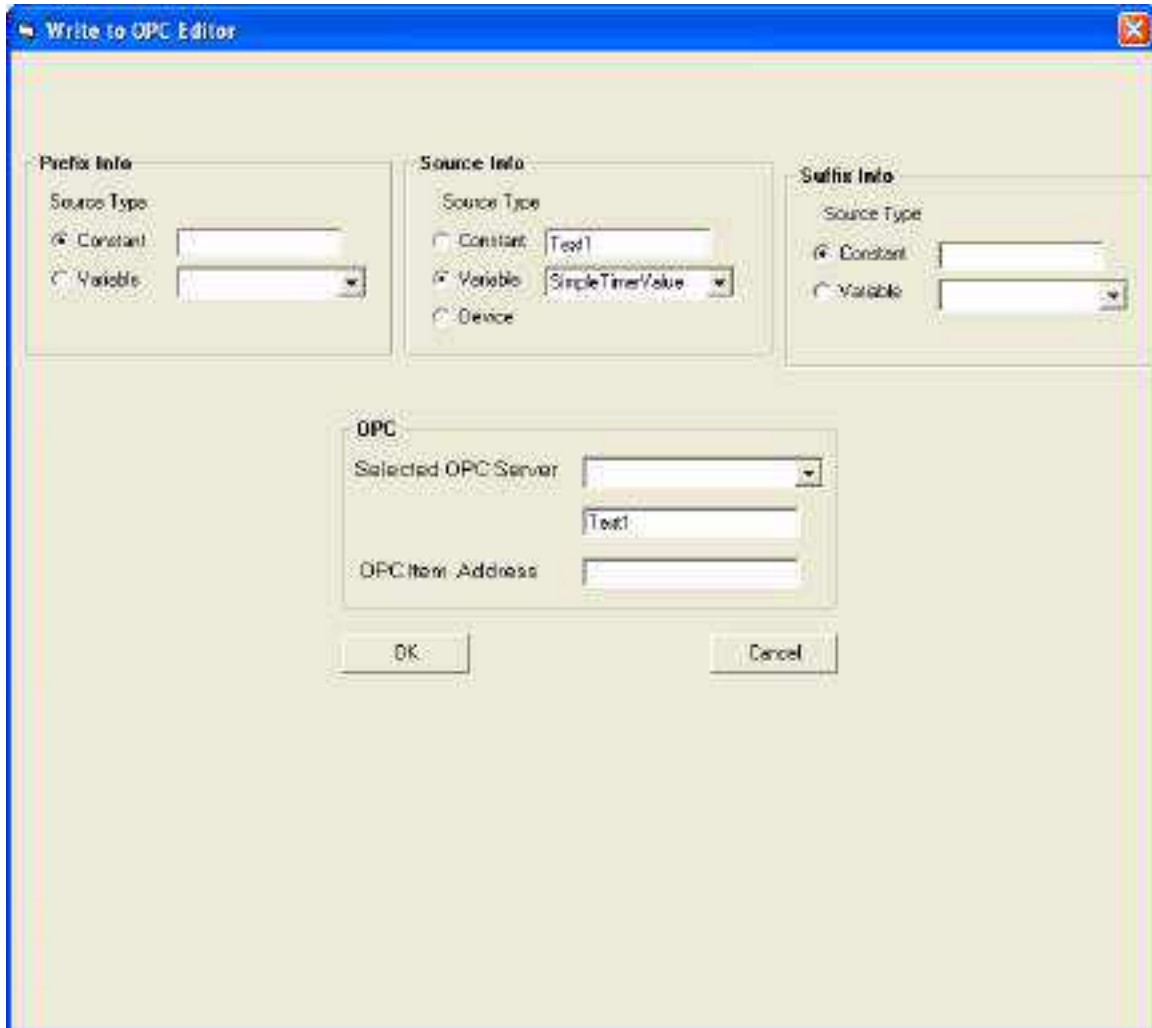 Write to OPC Editor
Prefix Info
Source Type
Constant
Variable
Source Info
Source Type
Constant Text1
Variable SimpleTimerValue
Device
Suffix Info
Source Type
Constant
Variable
OPC
Selected OPC Server
Text1
OPC Item Address
OK
Cancel